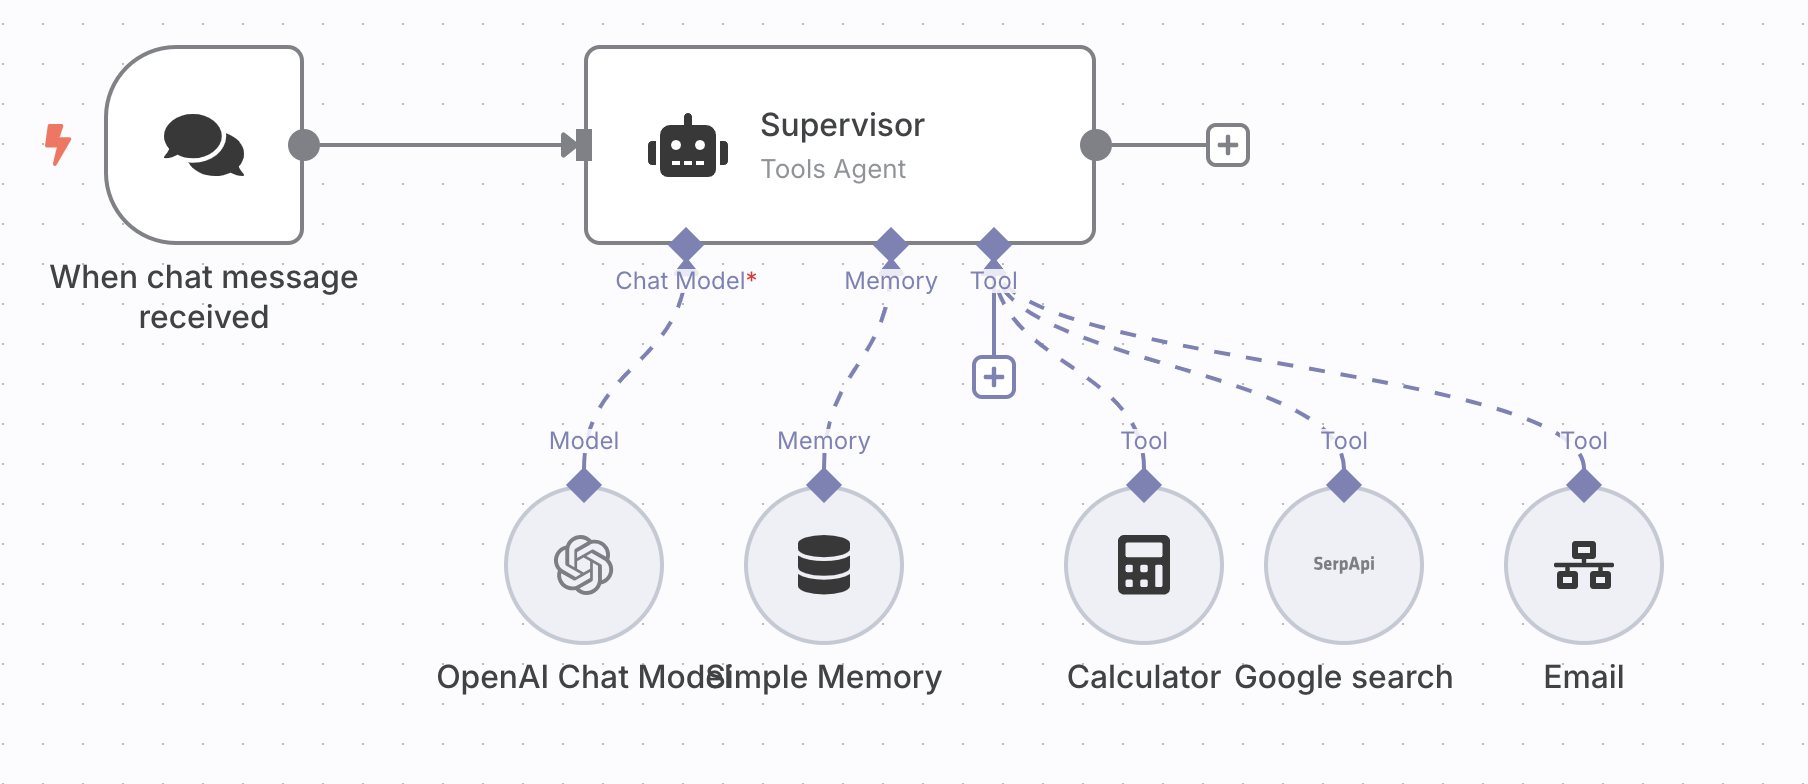 Supervisor
Tools Agent
When chat message
received
Chat Model*
Memory
Tool
Model
Memory
Tool
Tool
Tool
SerpApi
OpenAI Chat Model
Simple Memory
Calculator
Google search
Email